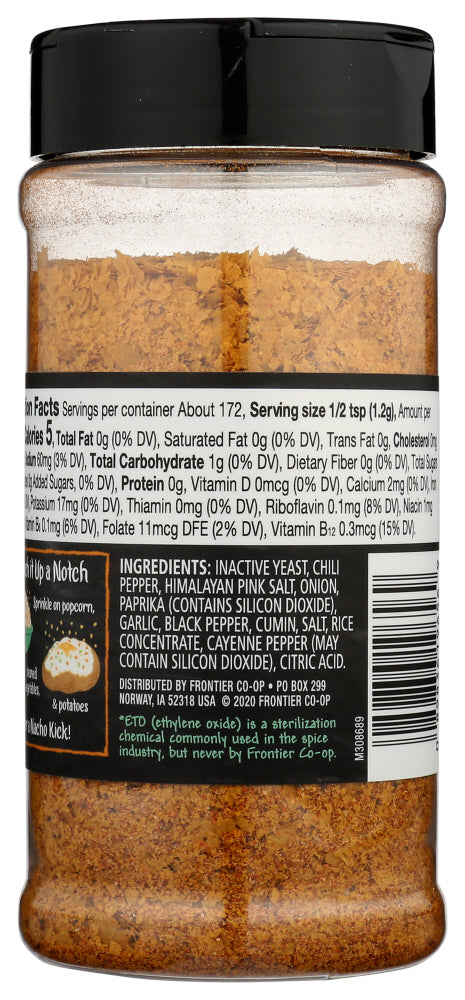 Facts Servings per container About 172, Serving size 1/2 tsp (1.2g), Amount per
Calories 5, Total Fat 0g (0% DV), Saturated Fat 0g (0% DV), Trans Fat 0g, Cholesterol 0mg
60mg (3% DV), Total Carbohydrate 1g (0% DV), Dietary Fiber 0g (0% DV), Total Sugars
0g Added Sugars, 0% DV), Protein 0g, Vitamin D 0mcg (0% DV), Calcium 2mg (0% DV), Iron
Potassium 17mg (0% DV), Thiamin 0mg (0% DV), Riboflavin 0.1mg (8% DV), Niacin 1mg
B6 0.1mg (6% DV), Folate 11mcg DFE (2% DV), Vitamin B12 0.3mcg (15% DV).
it Up a Notch
Sprinkle on popcorn,
& potatoes
Nacho Kick!
INGREDIENTS: INACTIVE YEAST, CHILI
PEPPER, HIMALAYAN PINK SALT, ONION,
PAPRIKA (CONTAINS SILICON DIOXIDE),
GARLIC, BLACK PEPPER, CUMIN, SALT, RICE
CONCENTRATE, CAYENNE PEPPER (MAY
CONTAIN SILICON DIOXIDE), CITRIC ACID.
DISTRIBUTED BY FRONTIER CO-OP • PO BOX 299
NORWAY, IA 52318 USA © 2020 FRONTIER CO-OP
*ETO (ethylene oxide) is a sterilization
chemical commonly used in the spice
industry, but never by Frontier Co-op.
M308689